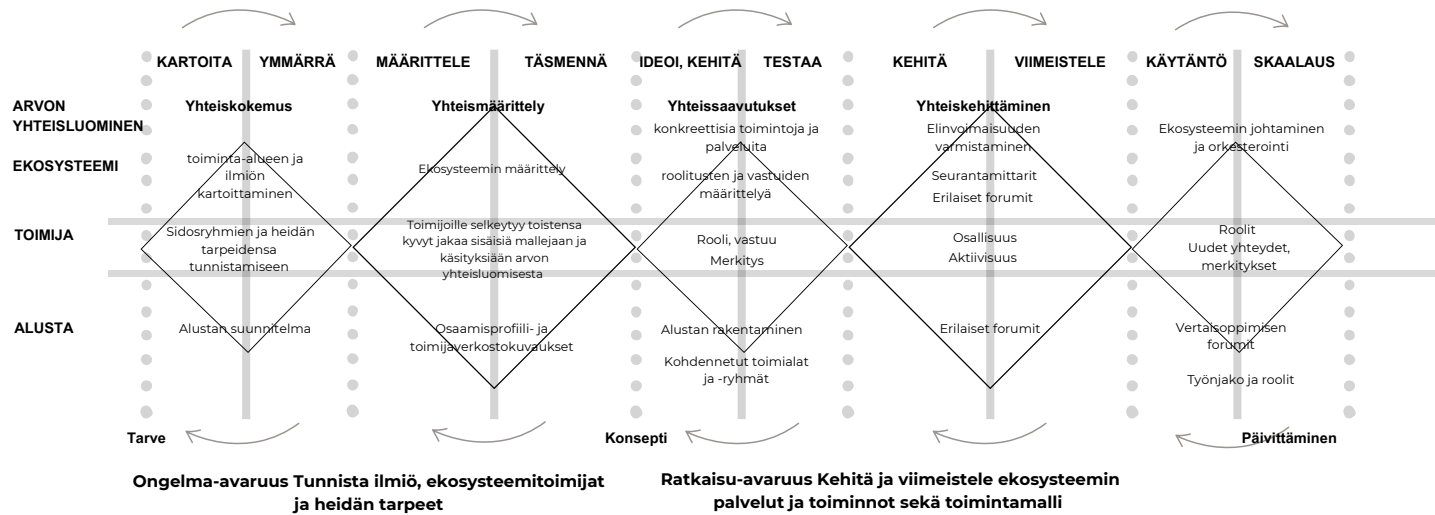 KARTOITA YMMÄRRÄ MÄÄRITTELE TÄSMENNÄ IDEOI, KEHITÄ TESTAA KEHITÄ VIIMEISTELE KÄYTÄNTÖ SKAALAUS
ARVON
YHTEISLUOMINEN
Yhteiskokemus
Yhteismäärittely
Yhteissaavutukset
konkreettisia toimintoja ja
palveluita
Yhteiskehittäminen
Elinvoimaisuuden
varmistaminen
Ekosysteemin johtaminen
ja orkesterointi
EKOSYSTEEMI
toiminta-alueen ja
ilmiön
kartoittaminen
Ekosysteemin määrittely
roolitusten ja vastuiden
määrittelyä
Seurantamittarit
Erilaiset forumit
TOIMIJA
Sidosryhmien ja heidän
tarpeidensa
tunnistamiseen
Toimijoille selkeytyy toistensa
kyvyt jakaa sisäisiä mallejaan ja
käsityksiään arvon
yhteisluomisesta
Rooli, vastuu
Merkitys
Osallisuus
Aktiivisuus
Roolit
Uudet yhteydet,
merkitykset
ALUSTA
Alustan suunnitelma
Osaamisprofiili- ja
toimijaverkostokuvaukset
Alustan rakentaminen
Kohdennetut toimialat
ja -ryhmät
Erilaiset forumit
Vertaisoppimisen
forumit
Työnjako ja roolit
Tarve
Konsepti
Päivittäminen
Ongelma-avaruus Tunnista ilmiö, ekosysteemitoimijat
ja heidän tarpeet
Ratkaisu-avaruus Kehitä ja viimeistele ekosysteemin
palvelut ja toiminnot sekä toimintamalli